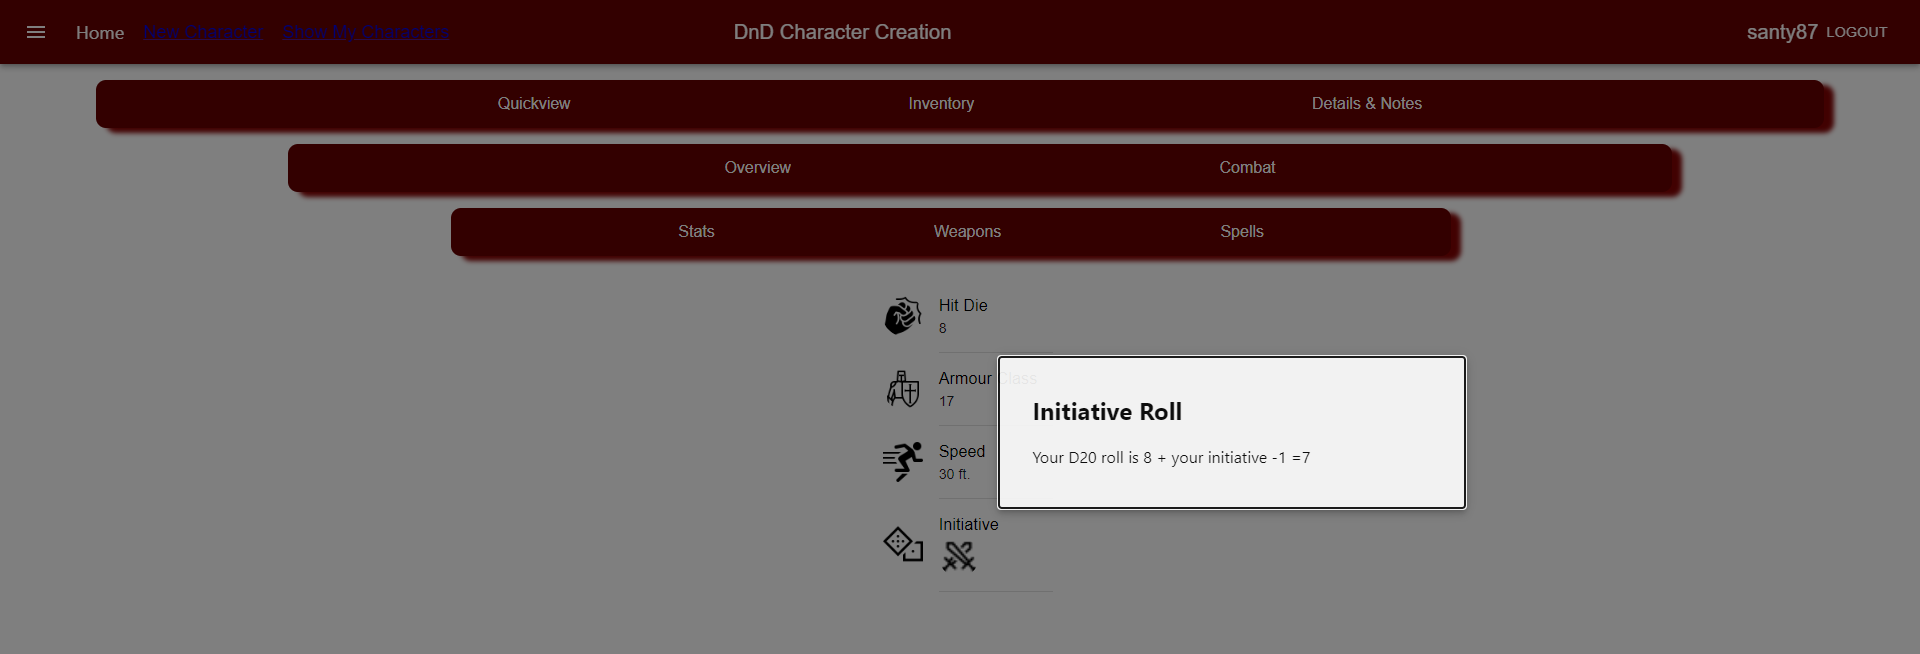 Home New Character Show My Characters DnD Character Creation santy87 LOGOUT
Quickview Inventory Details & Notes
Overview Combat
Stats Weapons Spells
Hit Die
8
Armour Class
17
Speed
30 ft.
Initiative
Initiative Roll
Your D20 roll is 8 + your initiative -1 =7